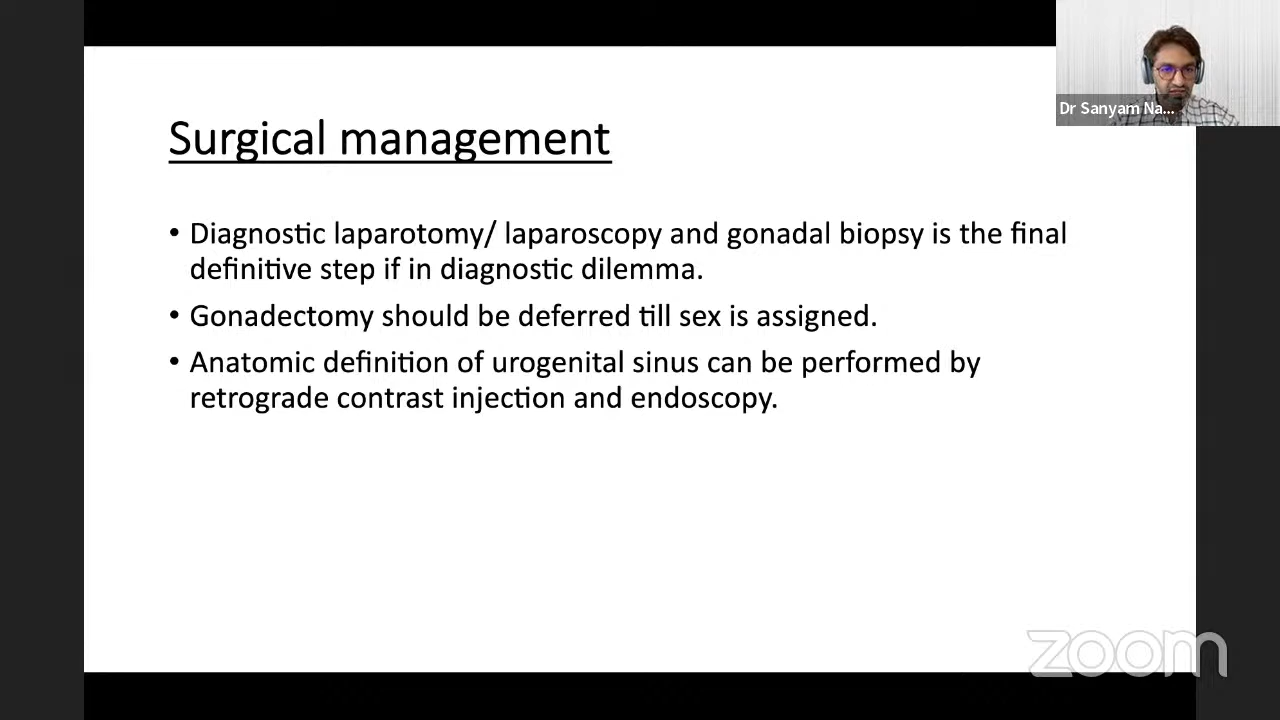 Dr Sanyam Na...
Surgical management
• Diagnostic laparotomy/ laparoscopy and gonadal biopsy is the final
definitive step if in diagnostic dilemma.
• Gonadectomy should be deferred till sex is assigned.
• Anatomic definition of urogenital sinus can be performed by
retrograde contrast injection and endoscopy.
zoom